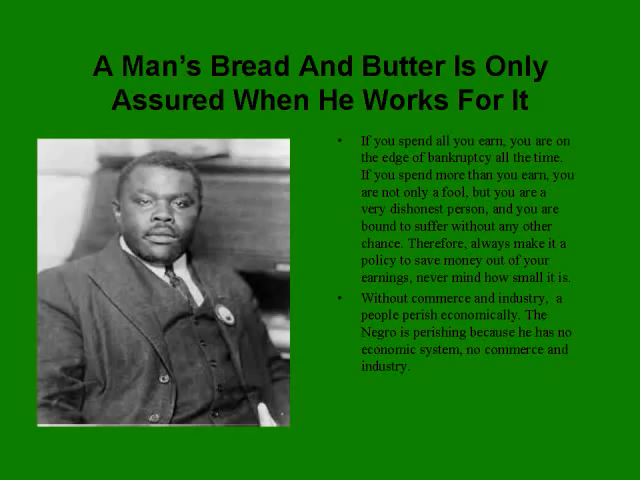 A Man’s Bread And Butter Is Only
Assured When He Works For It
• If you spend all you earn, you are on
the edge of bankruptcy all the time.
If you spend more than you earn, you
are not only a fool, but you are a
very dishonest person, and you are
bound to suffer without any other
chance. Therefore, always make it a
policy to save money out of your
earnings, never mind how small it is.
• Without commerce and industry, a
people perish economically. The
Negro is perishing because he has no
economic system, no commerce and
industry.